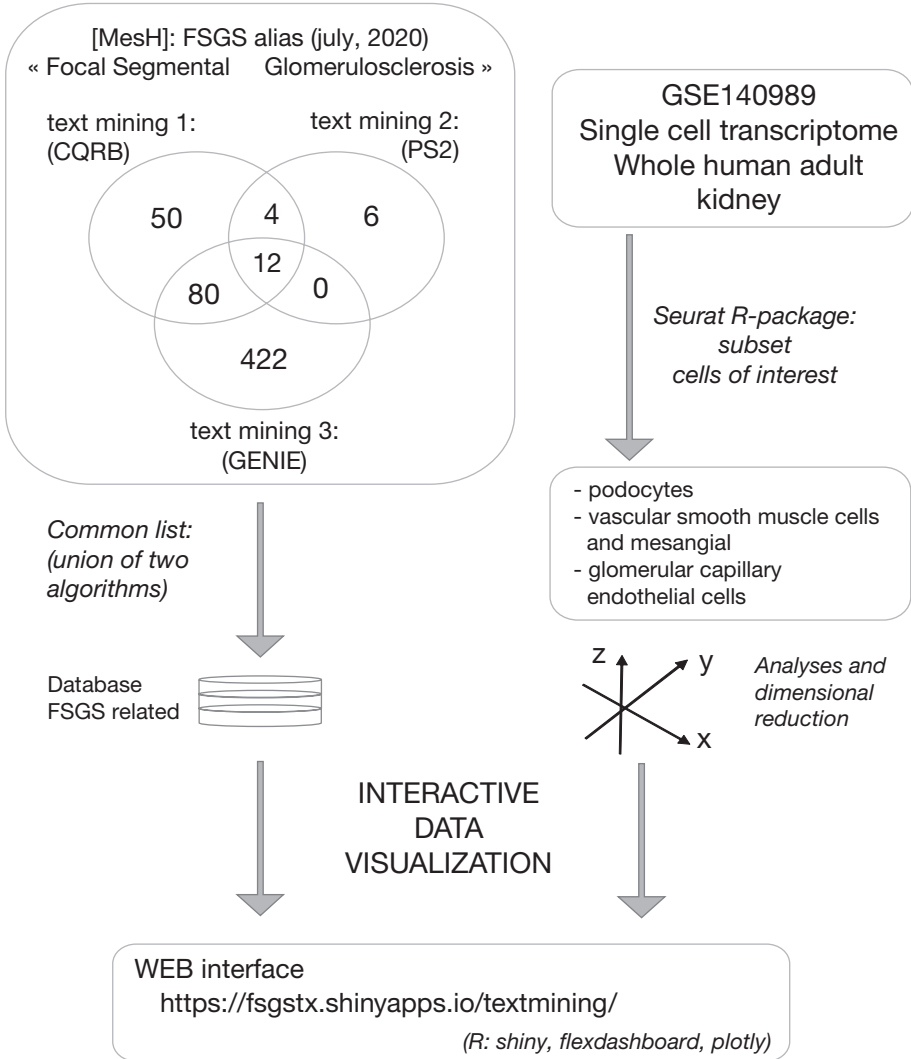 [MesH]: FSGS alias (july, 2020)
« Focal Segmental Glomerulosclerosis »
text mining 1:
(CQRB)
text mining 2:
(PS2)
50
4
6
12
80
0
422
text mining 3:
(GENIE)
Common list:
(union of two
algorithms)
Database
FSGS related
GSE140989
Single cell transcriptome
Whole human adult
kidney
Seurat R-package:
subset
cells of interest
- podocytes
- vascular smooth muscle cells
and mesangial
- glomerular capillary
endothelial cells
z
y
x
Analyses and
dimensional
reduction
INTERACTIVE
DATA
VISUALIZATION
WEB interface
https://fsgstx.shinyapps.io/textmining/
(R: shiny, flexdashboard, plotly)